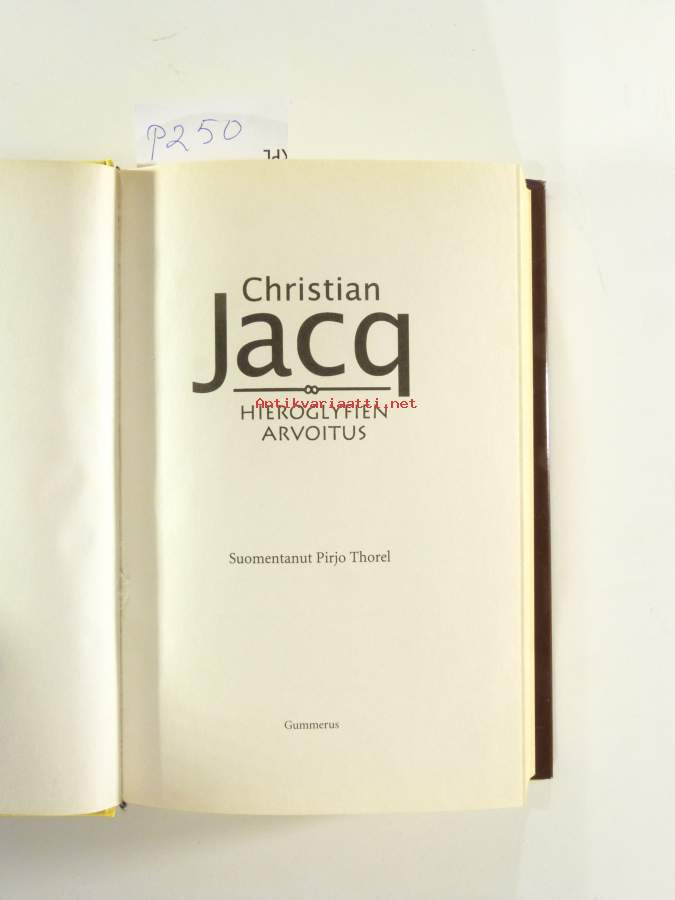 P250
Christian
Jacq
Antikvariaatti.net
HIEROGLYFIEN
ARVOITUS
Suomentanut Pirjo Thorel
Gummerus